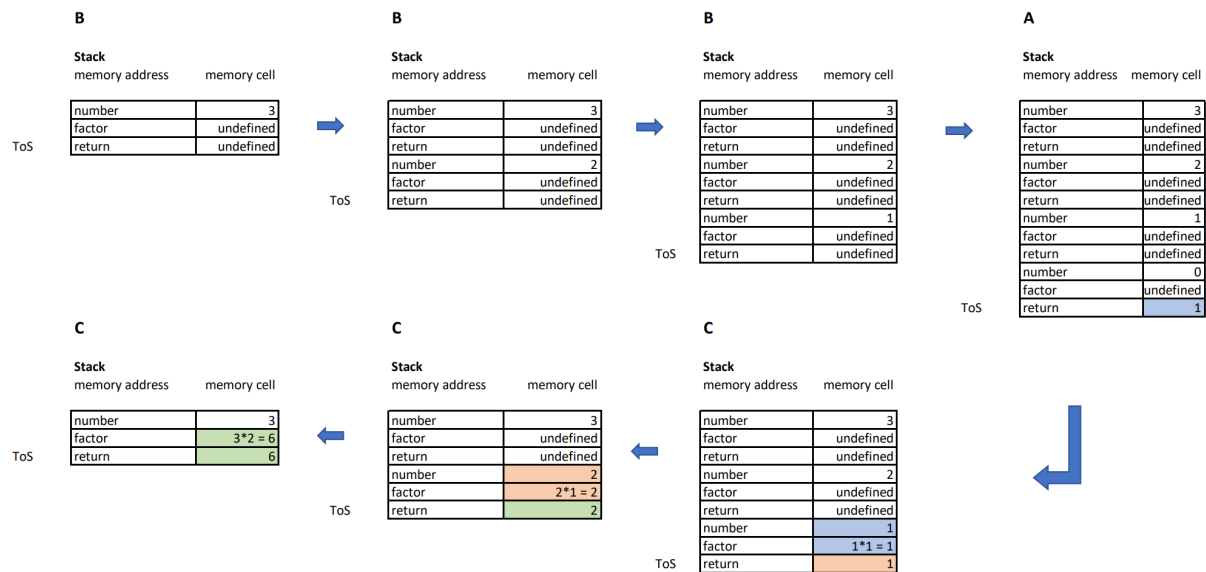 B
Stack
memory address memory cell
number 3
factor undefined
ToS return undefined
B
Stack
memory address memory cell
number 3
factor undefined
return undefined
number 2
factor undefined
ToS return undefined
B
Stack
memory address memory cell
number 3
factor undefined
return undefined
number 2
factor undefined
return undefined
number 1
factor undefined
ToS return undefined
A
Stack
memory address memory cell
number 3
factor undefined
return undefined
number 2
factor undefined
return undefined
number 1
factor undefined
return undefined
number 0
factor undefined
ToS return 1
C
Stack
memory address memory cell
number 3
factor 3*2 = 6
ToS return 6
C
Stack
memory address memory cell
number 3
factor undefined
return undefined
number 2
factor 2*1 = 2
ToS return 2
C
Stack
memory address memory cell
number 3
factor undefined
return undefined
number 2
factor undefined
return undefined
number 1
factor 1*1 = 1
ToS return 1